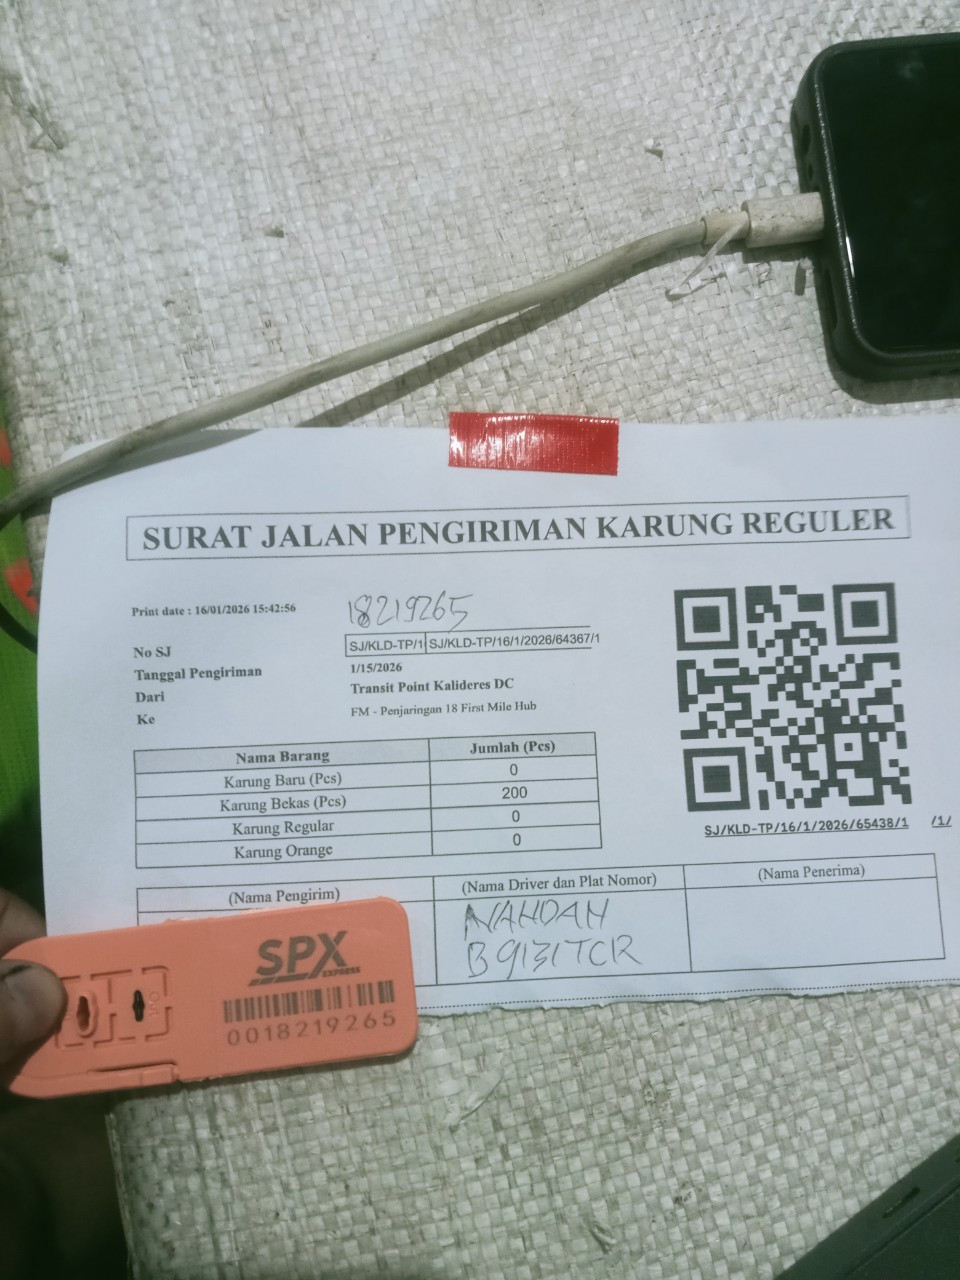 SURAT JALAN PENGIRIMAN KARUNG REGULER
Print date : 16/01/2026 15:42:56
18219265
No SJ SJ/KLD-TP/1 SJ/KLD-TP/16/1/2026/64367/1
Tanggal Pengiriman 1/15/2026
Dari Transit Point Kalideres DC
Ke FM - Penjaringan 18 First Mile Hub
SJ/KLD-TP/16/1/2026/65438/1 /1/
Nama Barang Jumlah (Pcs)
Karung Baru (Pcs) 0
Karung Bekas (Pcs) 200
Karung Regular 0
Karung Orange 0
(Nama Pengirim) (Nama Driver dan Plat Nomor) (Nama Penerima)
NAHDAH
B 9131 TCR
SPX
EXPRESS
0018219265